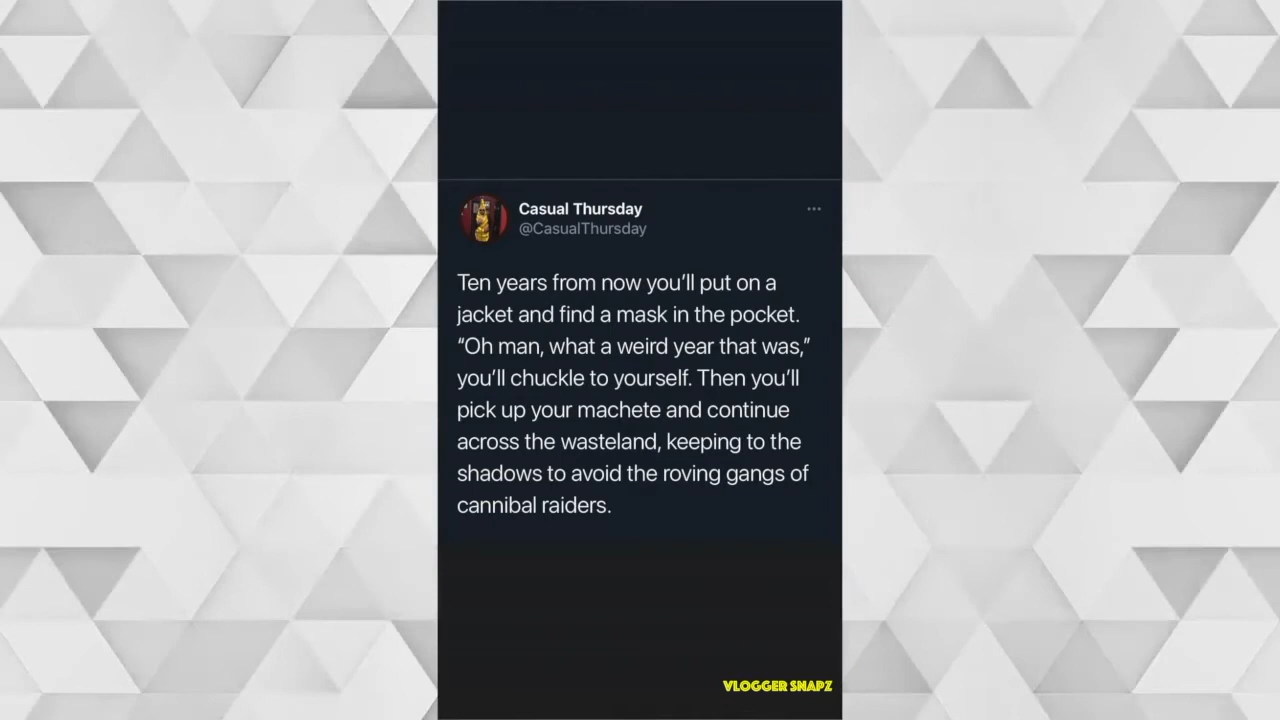 Casual Thursday
@CasualThursday
Ten years from now you’ll put on a
jacket and find a mask in the pocket.
“Oh man, what a weird year that was,”
you’ll chuckle to yourself. Then you’ll
pick up your machete and continue
across the wasteland, keeping to the
shadows to avoid the roving gangs of
cannibal raiders.
VLOGGER SNAPZ